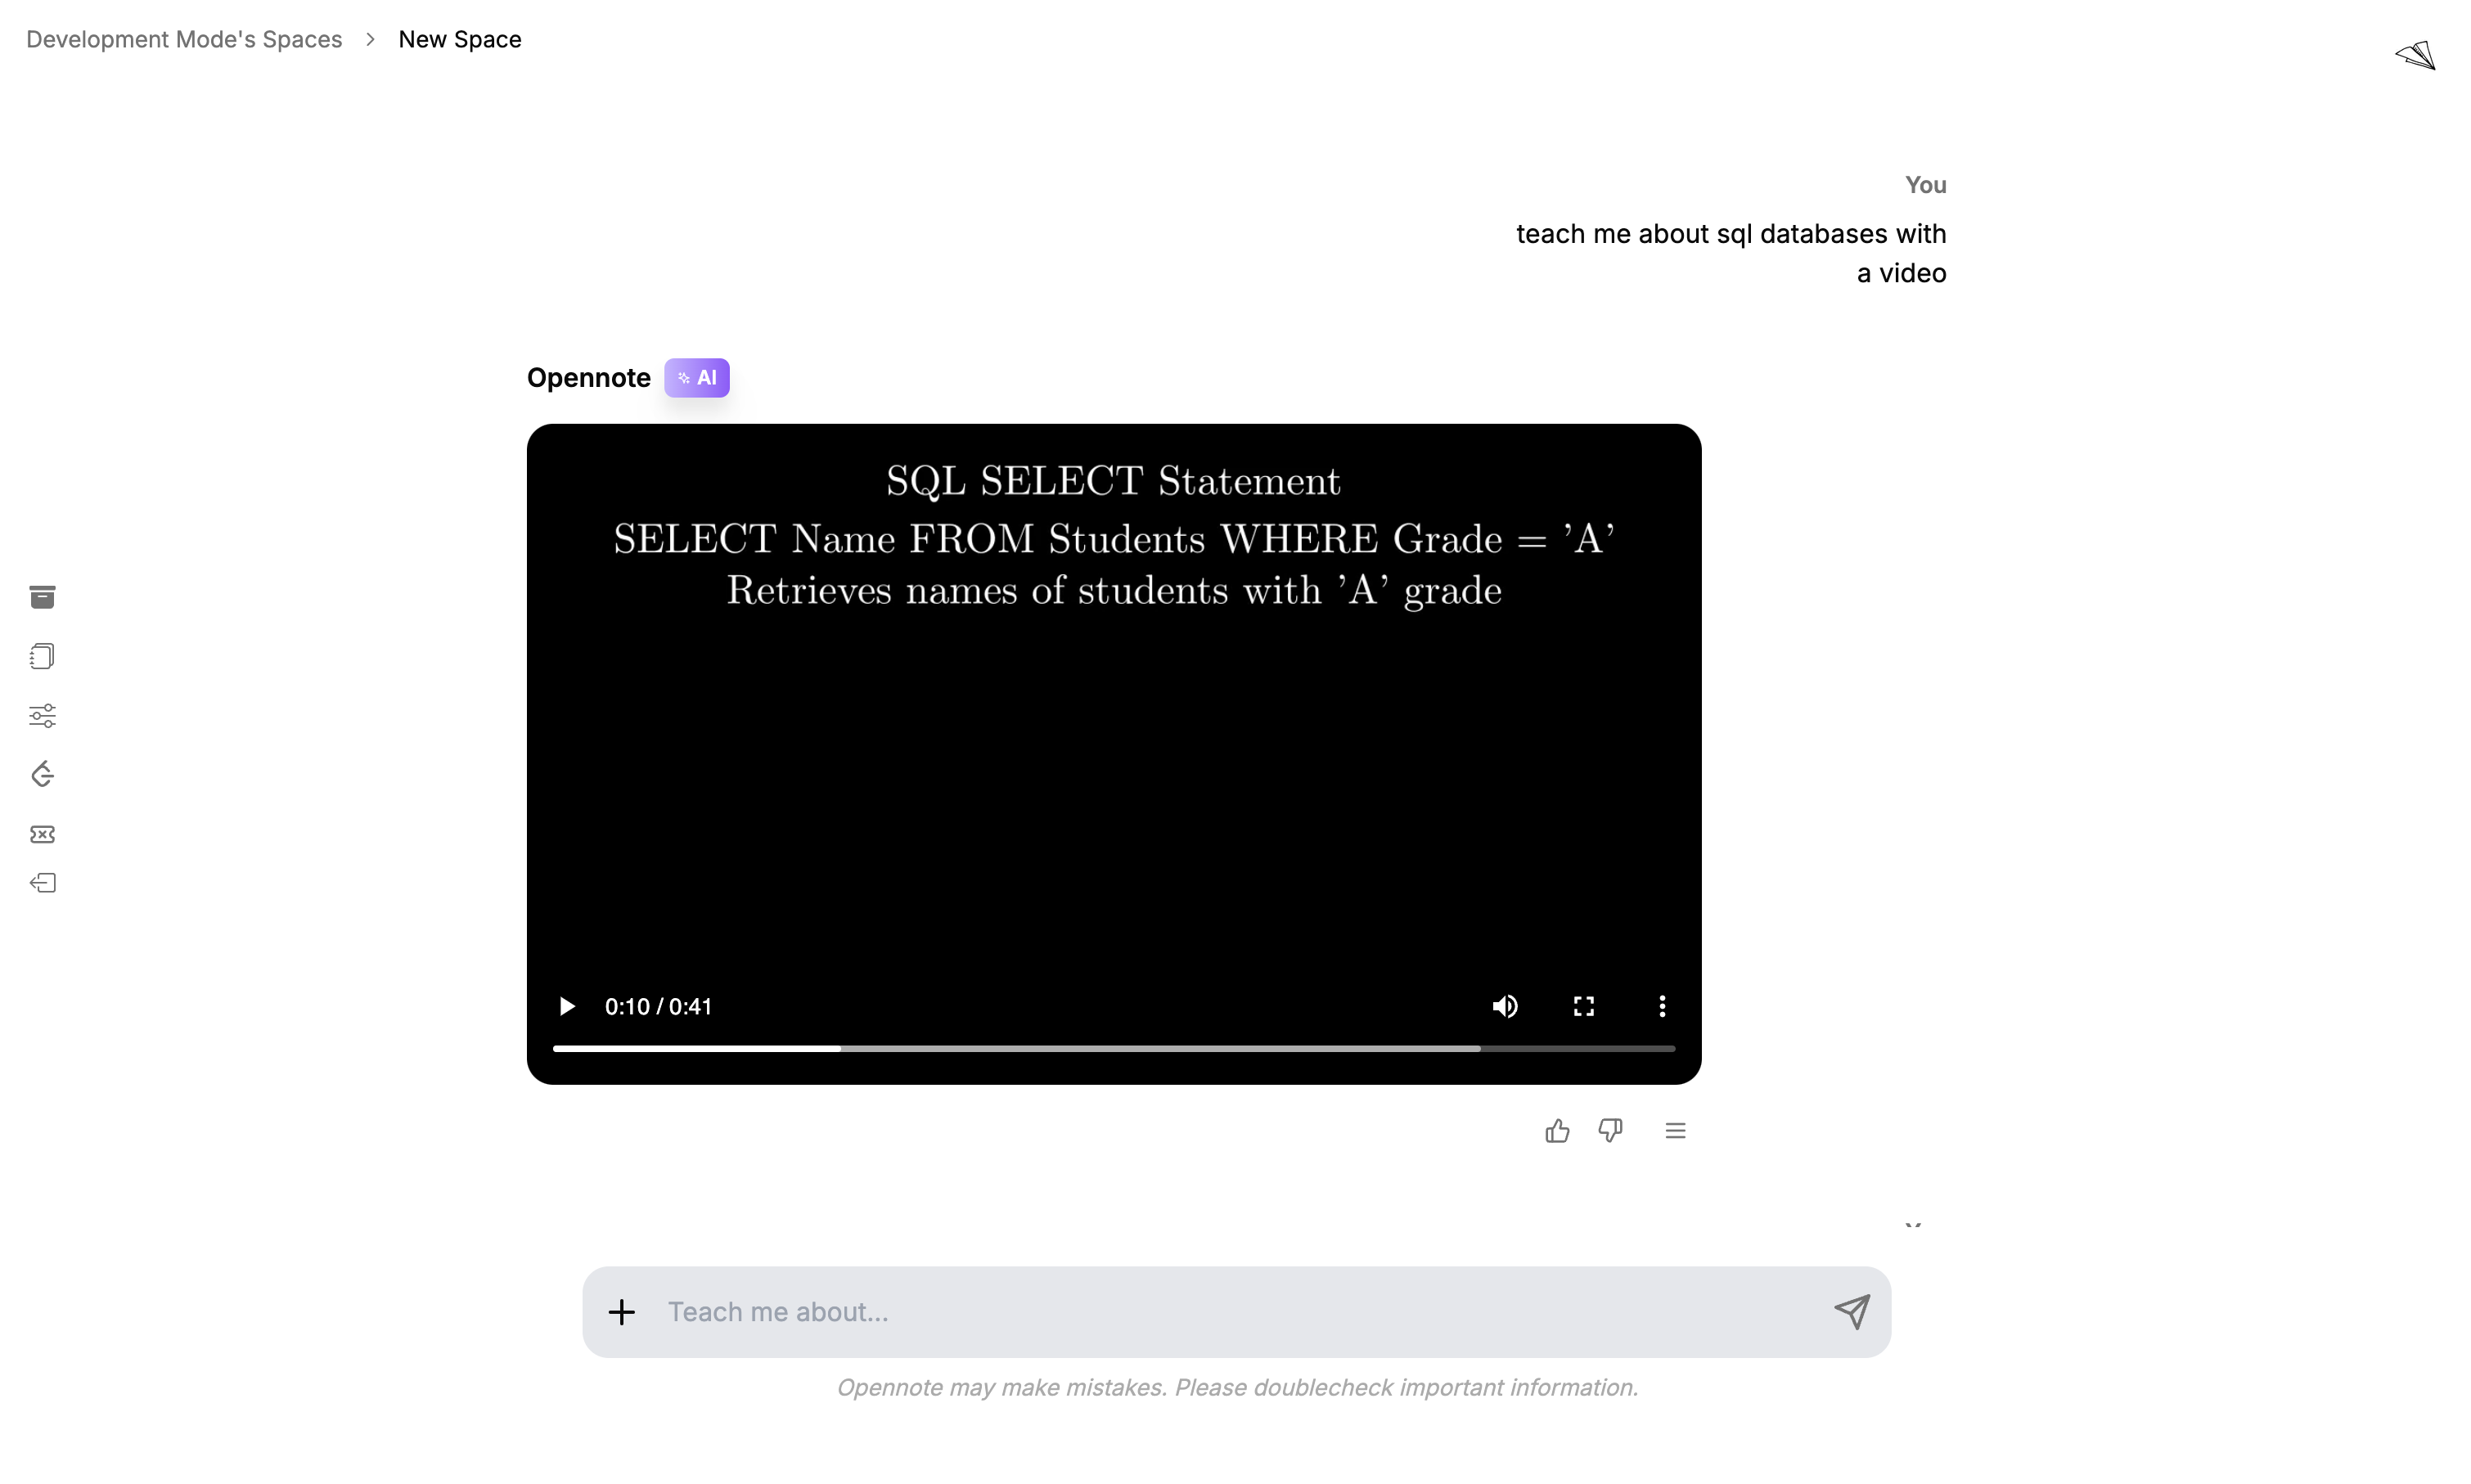 Development Mode's Spaces > New Space
You
teach me about sql databases with
a video
Opennote AI
SQL SELECT Statement
SELECT Name FROM Students WHERE Grade = 'A'
Retrieves names of students with 'A' grade
0:10 / 0:41
Teach me about...
Opennote may make mistakes. Please doublecheck important information.